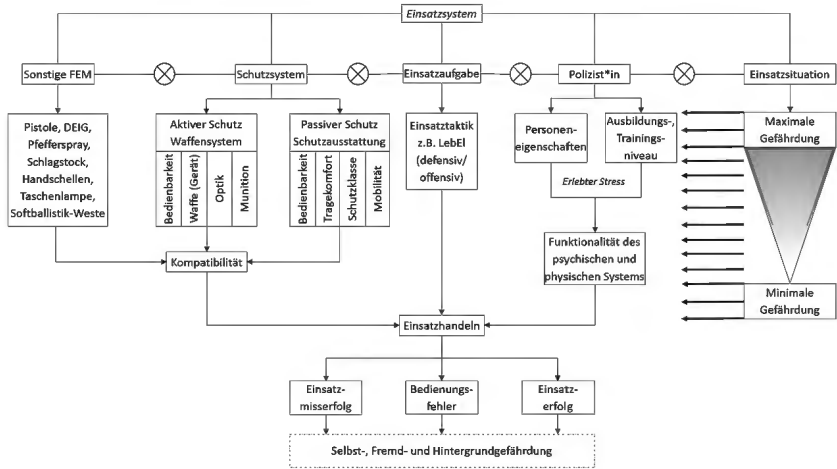 Einsatzsystem
Sonstige FEM
Schutzsystem
Einsatzaufgabe
Polizist*in
Einsatzsituation
Pistole, DEIG,
Pfefferspray,
Schlagstock,
Handschellen,
Taschenlampe,
Softballistik-Weste
Aktiver Schutz
Waffensystem
Bedienbarkeit
Waffe (Gerät)
Optik
Munition
Passiver Schutz
Schutzausstattung
Bedienbarkeit
Tragekomfort
Schutzklasse
Mobilität
Einsatztaktik
z.B. LebEl
(defensiv/
offensiv)
Personen-
eigenschaften
Ausbildungs-,
Trainings-
niveau
Erlebter Stress
Maximale
Gefährdung
Funktionalität des
psychischen und
physischen Systems
Kompatibilität
Minimale
Gefährdung
Einsatzhandeln
Einsatz-
misserfolg
Bedienungs-
fehler
Einsatz-
erfolg
Selbst-, Fremd- und Hintergrundgefährdung